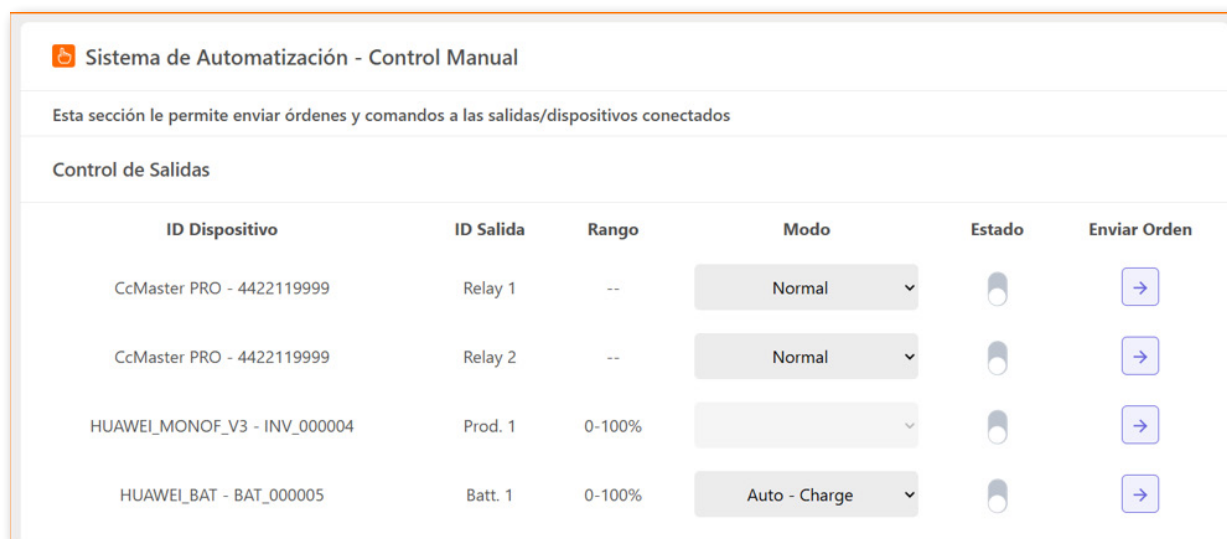 Sistema de Automatización - Control Manual
Esta sección le permite enviar órdenes y comandos a las salidas/dispositivos conectados
Control de Salidas
ID Dispositivo ID Salida Rango Modo Estado Enviar Orden
CcMaster PRO - 4422119999 Relay 1 -- Normal
CcMaster PRO - 4422119999 Relay 2 -- Normal
HUAWEI_MONOF_V3 - INV_000004 Prod. 1 0-100%
HUAWEI_BAT - BAT_000005 Batt. 1 0-100% Auto - Charge